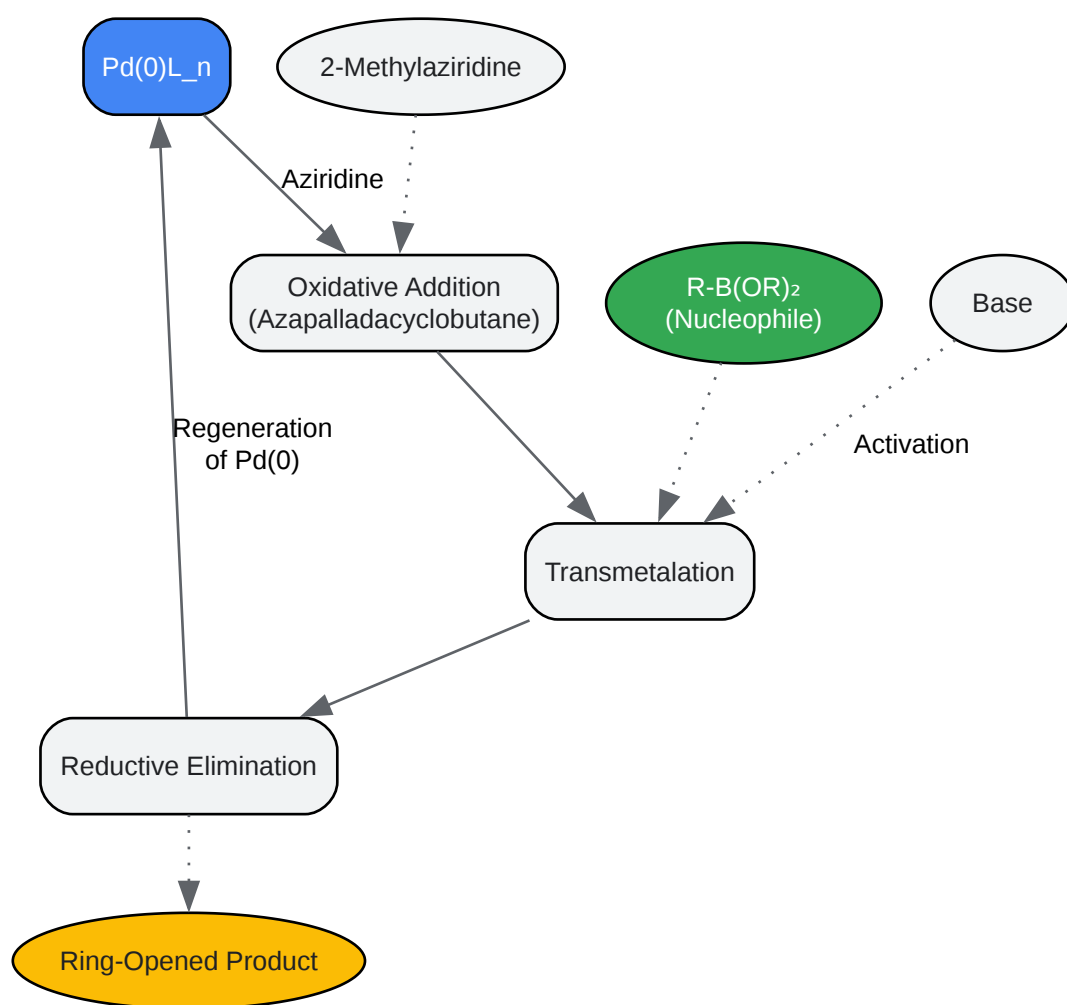 Pd(0)L_n
2-Methylaziridine
Aziridine
Oxidative Addition
(Azapalladacyclobutane)
R-B(OR)₂
(Nucleophile)
Base
Regeneration
of Pd(0)
Activation
Transmetalation
Reductive Elimination
Ring-Opened Product